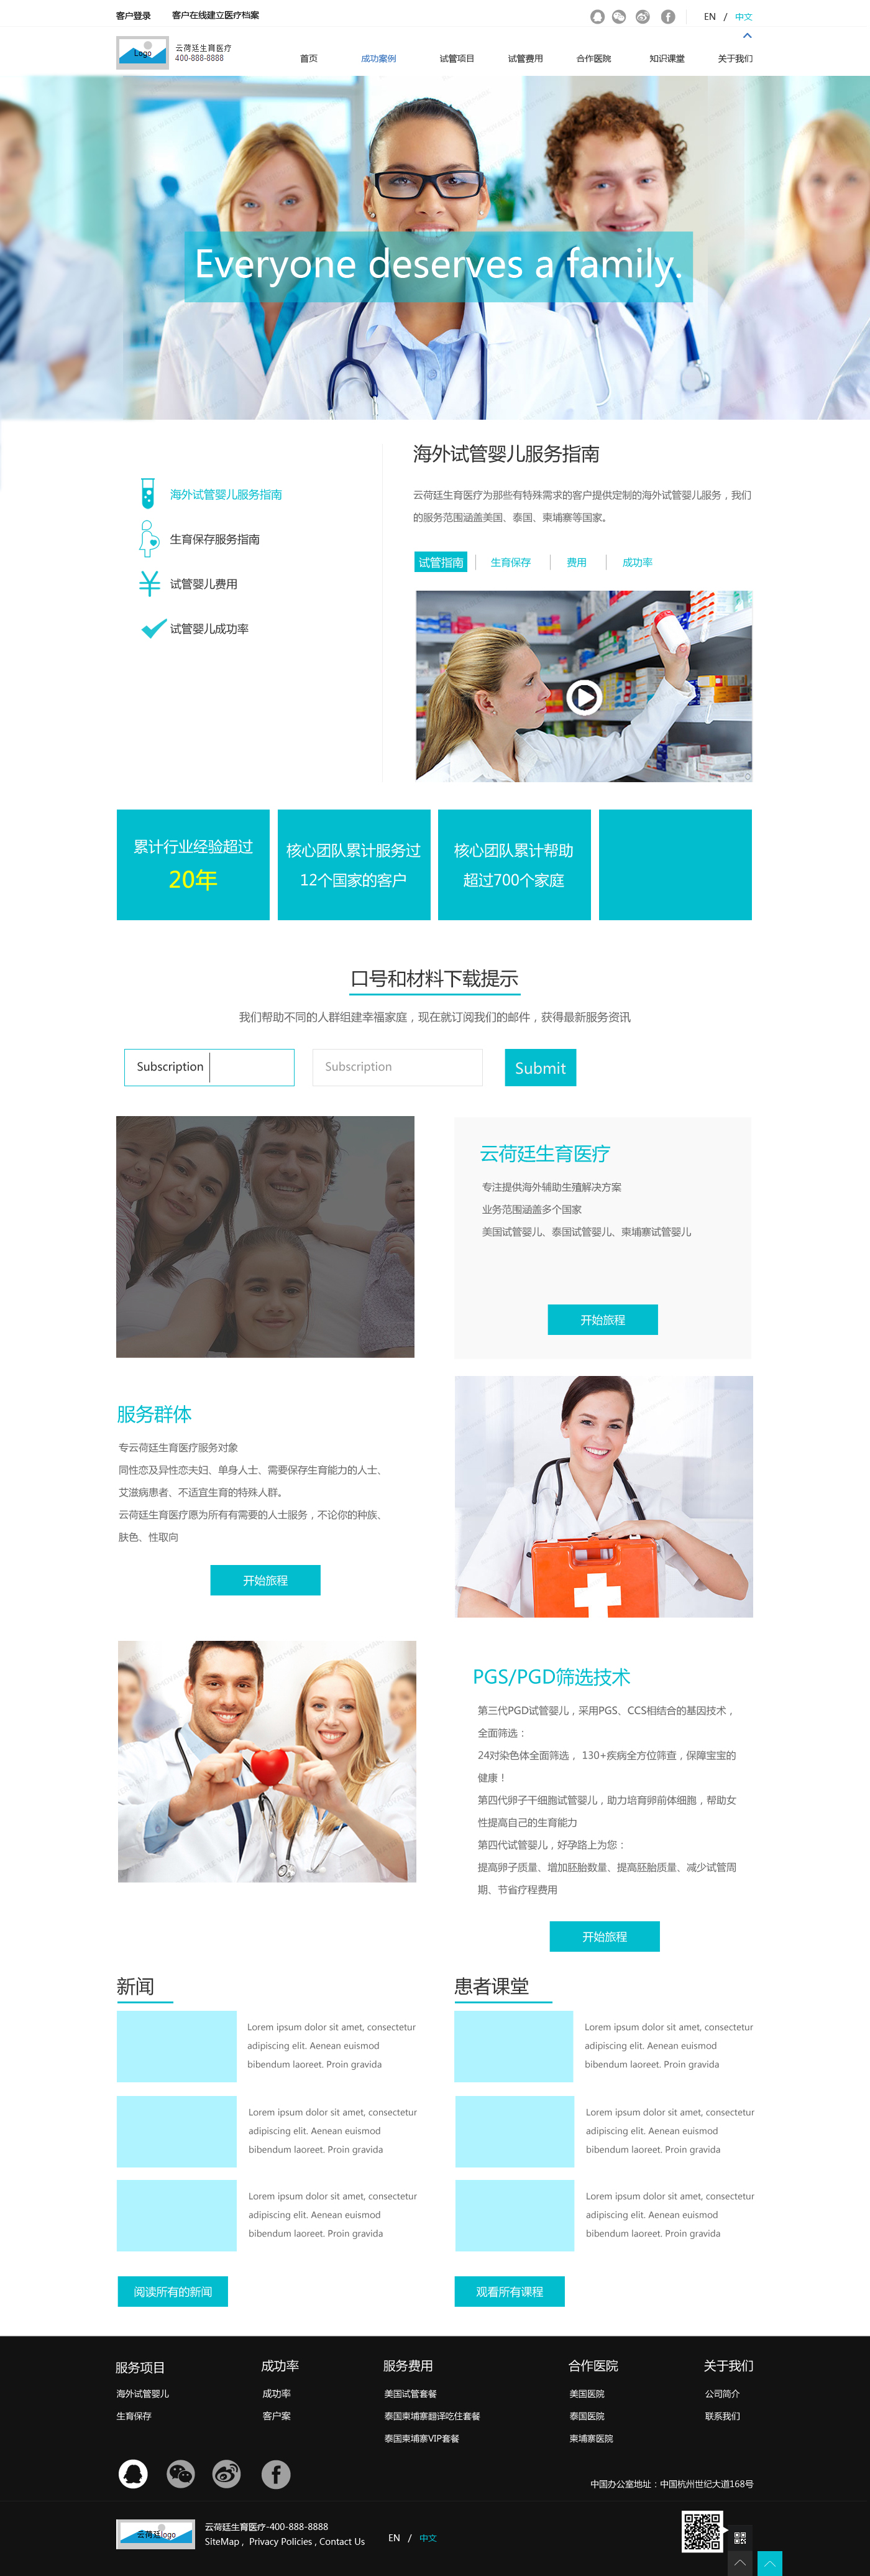 客户登录
客户在线建立医疗档案
EN / 中文
Logo
云荷廷生育医疗
400-888-8888
首页
成功案例
试管项目
试管费用
合作医院
知识课堂
关于我们
Everyone deserves a family.
海外试管婴儿服务指南
生育保存服务指南
试管婴儿费用
试管婴儿成功率
海外试管婴儿服务指南
云荷廷生育医疗为那些有特殊需求的客户提供定制的海外试管婴儿服务，我们
的服务范围涵盖美国、泰国、柬埔寨等国家。
试管指南
生育保存
费用
成功率
累计行业经验超过
20年
核心团队累计服务过
12个国家的客户
核心团队累计帮助
超过700个家庭
口号和材料下载提示
我们帮助不同的人群组建幸福家庭，现在就订阅我们的邮件，获得最新服务资讯
Subscription
Subscription
Submit
云荷廷生育医疗
专注提供海外辅助生殖解决方案
业务范围涵盖多个国家
美国试管婴儿、泰国试管婴儿、柬埔寨试管婴儿
开始旅程
服务群体
专云荷廷生育医疗服务对象
同性恋及异性恋夫妇、单身人士、需要保存生育能力的人士、
艾滋病患者、不适宜生育的特殊人群。
云荷廷生育医疗愿为所有有需要的人士服务，不论你的种族、
肤色、性取向
开始旅程
PGS/PGD筛选技术
第三代PGD试管婴儿，采用PGS、CCS相结合的基因技术，
全面筛选：
24对染色体全面筛选， 130+疾病全方位筛查，保障宝宝的
健康！
第四代卵子干细胞试管婴儿，助力培育卵前体细胞，帮助女
性提高自己的生育能力
第四代试管婴儿，好孕路上为您：
提高卵子质量、增加胚胎数量、提高胚胎质量、减少试管周
期、节省疗程费用
开始旅程
新闻
Lorem ipsum dolor sit amet, consectetur
adipiscing elit. Aenean euismod
bibendum laoreet. Proin gravida
Lorem ipsum dolor sit amet, consectetur
adipiscing elit. Aenean euismod
bibendum laoreet. Proin gravida
Lorem ipsum dolor sit amet, consectetur
adipiscing elit. Aenean euismod
bibendum laoreet. Proin gravida
阅读所有的新闻
患者课堂
Lorem ipsum dolor sit amet, consectetur
adipiscing elit. Aenean euismod
bibendum laoreet. Proin gravida
Lorem ipsum dolor sit amet, consectetur
adipiscing elit. Aenean euismod
bibendum laoreet. Proin gravida
Lorem ipsum dolor sit amet, consectetur
adipiscing elit. Aenean euismod
bibendum laoreet. Proin gravida
观看所有课程
服务项目
海外试管婴儿
生育保存
成功率
成功率
客户案
服务费用
美国试管套餐
泰国柬埔寨翻译吃住套餐
泰国柬埔寨VIP套餐
合作医院
美国医院
泰国医院
柬埔寨医院
关于我们
公司简介
联系我们
中国办公室地址：中国杭州世纪大道168号
云荷廷logo
云荷廷生育医疗-400-888-8888
SiteMap , Privacy Policies , Contact Us
EN / 中文